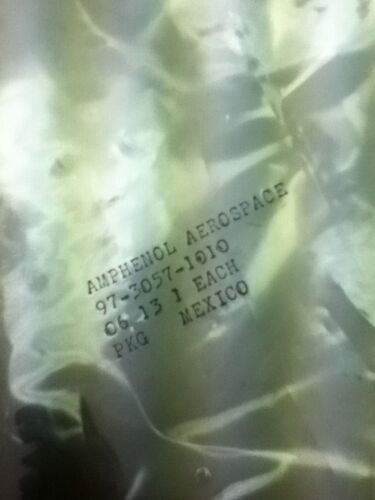 AMPHENOL AEROSPACE
97-3057-1010
06 13 1 EACH
PKG MEXICO